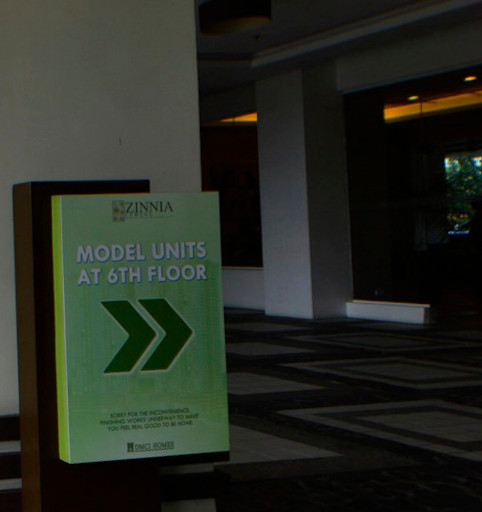 ZINNIA
MODEL UNITS
AT 6TH FLOOR
SORRY FOR THE INCONVENIENCE.
FINISHING WORKS UNDERWAY TO MAKE
YOU FEEL REAL GOOD TO BE HOME.
DMCI HOMES